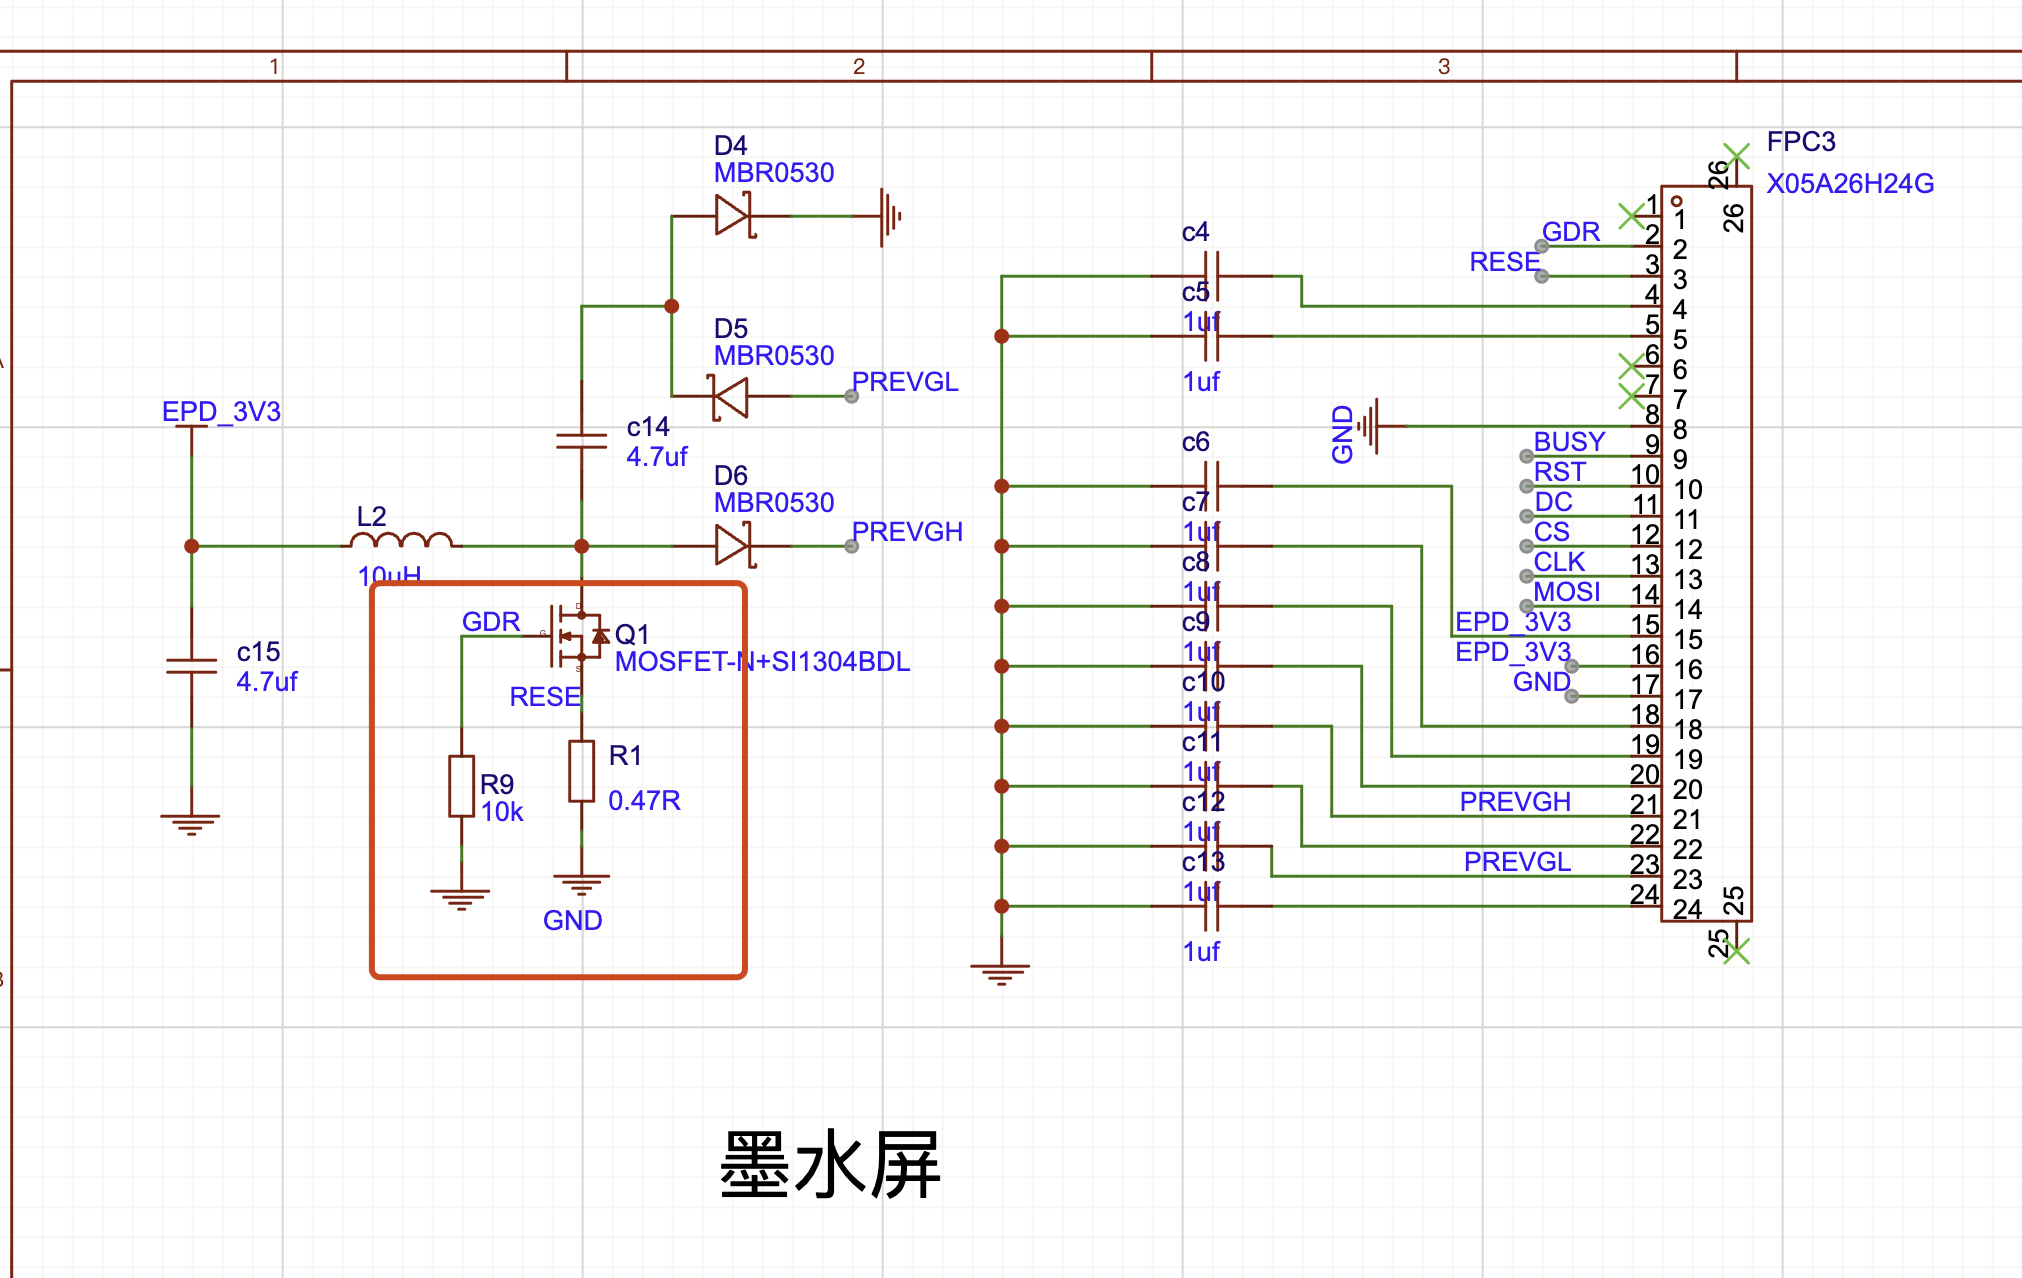 1
2
3
D4
MBR0530
D5
MBR0530
PREVGL
EPD_3V3
c14
4.7uf
D6
MBR0530
PREVGH
L2
10uH
GDR
D
G
S
Q1
MOSFET-N+SI1304BDL
RESE
c15
4.7uf
R9
10k
R1
0.47R
GND
c4
c5
1uf
1uf
c6
c7
1uf
c8
1uf
c9
1uf
c10
1uf
c11
1uf
c12
1uf
c13
1uf
1uf
FPC3
X05A26H24G
26
26
1 1
GDR 2 2
RESE 3 3
4 4
5 5
6 6
7 7
GND 8 8
BUSY 9 9
RST 10 10
DC 11 11
CS 12 12
CLK 13 13
MOSI 14 14
EPD_3V3 15 15
EPD_3V3 16 16
GND 17 17
18 18
19 19
20 20
PREVGH 21 21
22 22
PREVGL 23 23
24 24
25
25
墨水屏